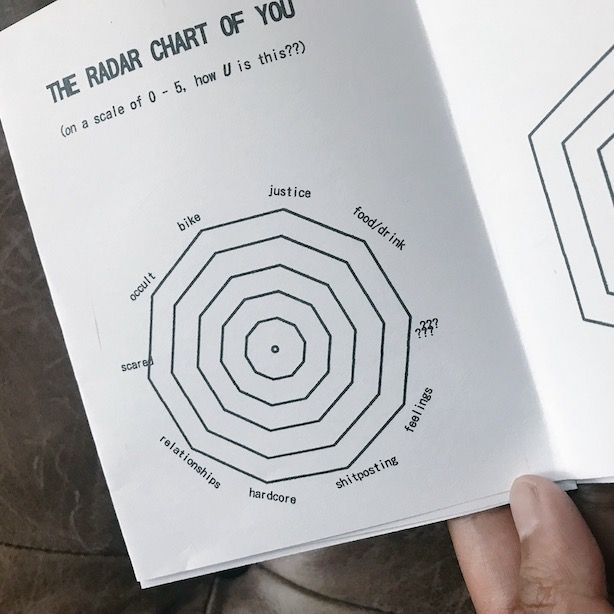 THE RADAR CHART OF YOU
(on a scale of 0 - 5, how U is this??)
justice
food/drink
???
???
feelings
shitposting
hardcore
relationships
scared
occult
bike